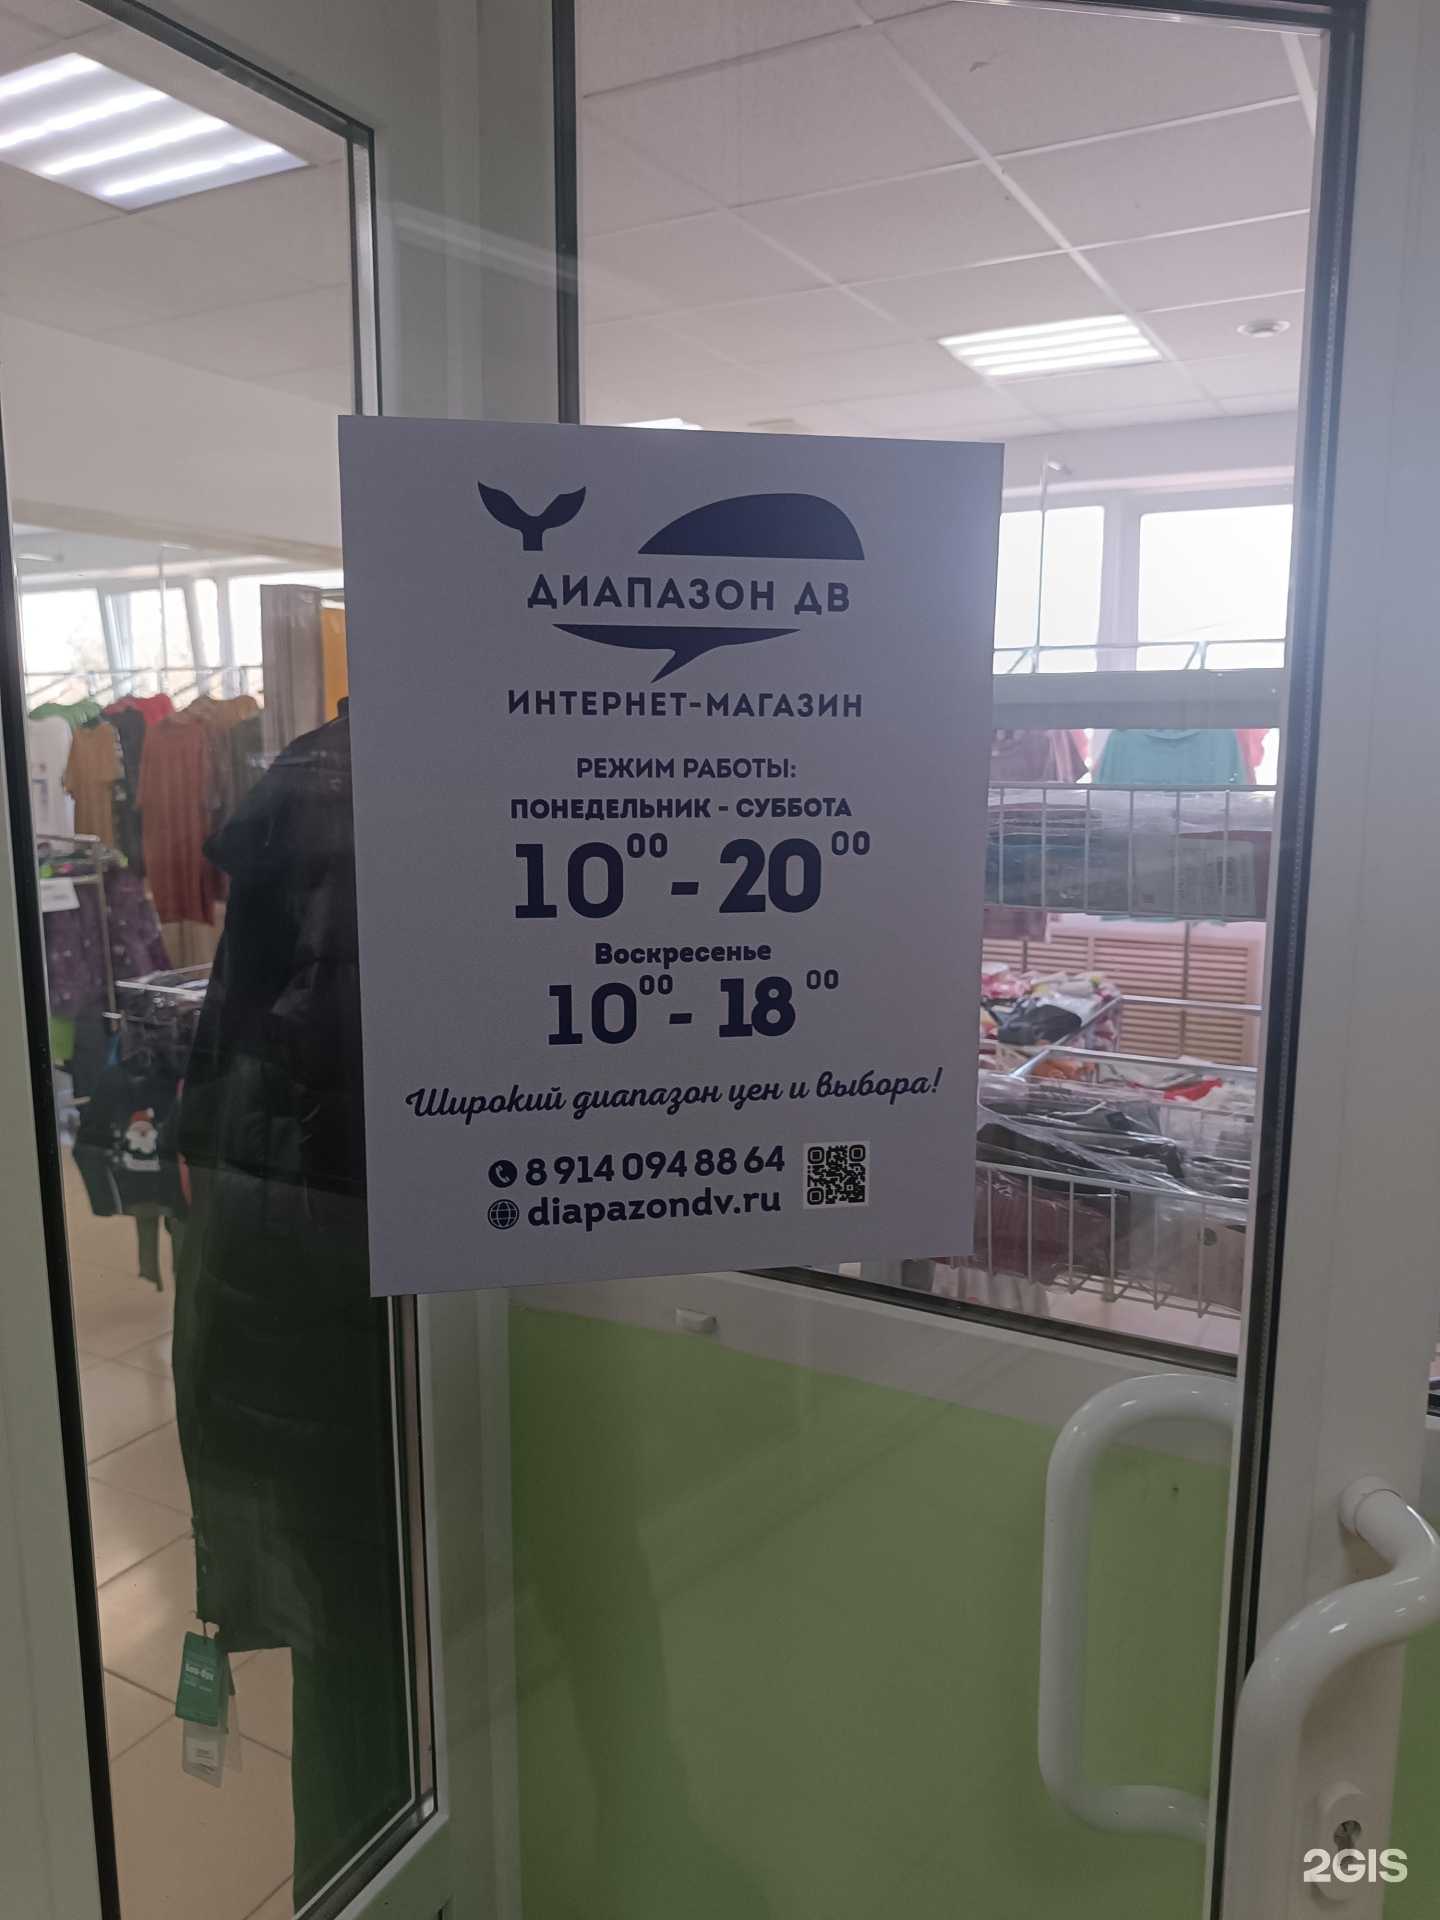 ДИАПАЗОН ДВ
ИНТЕРНЕТ-МАГАЗИН
РЕЖИМ РАБОТЫ:
ПОНЕДЕЛЬНИК - СУББОТА
10⁰⁰ - 20⁰⁰
Воскресенье
10⁰⁰ - 18⁰⁰
Широкий диапазон цен и выбора!
8 914 094 88 64
diapazondv.ru
2GIS